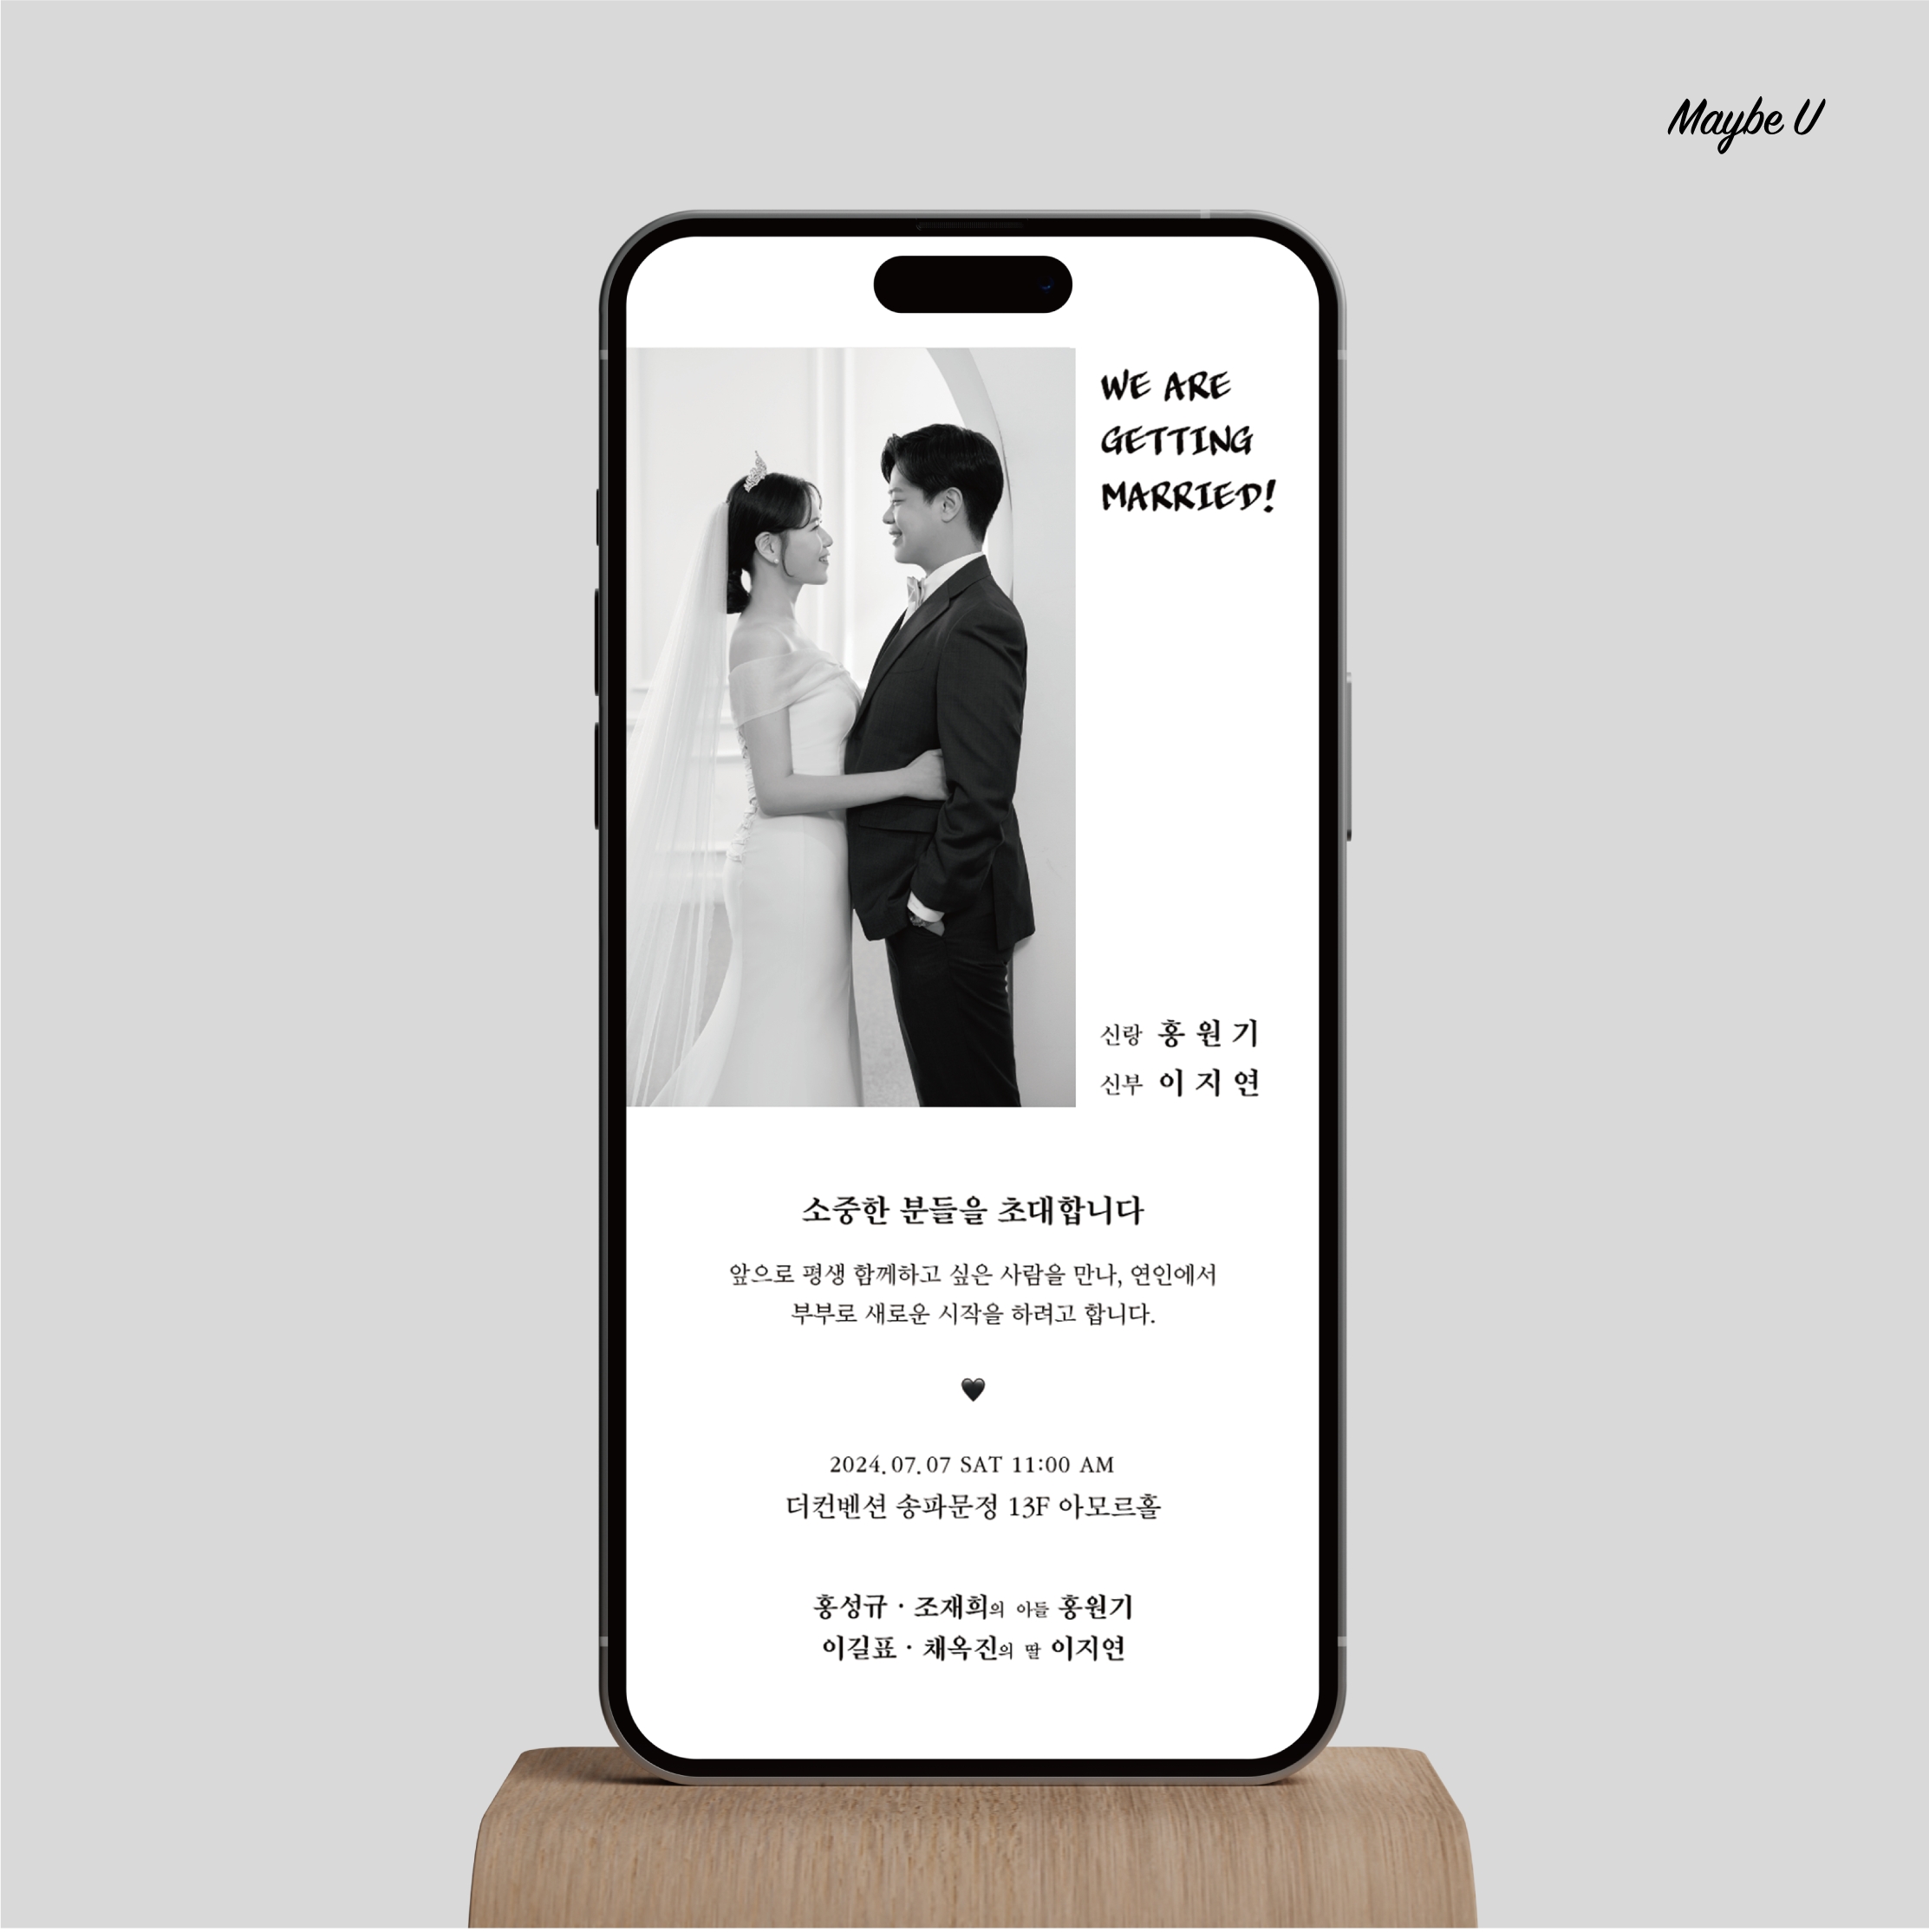 Maybe U
WE ARE
GETTING
MARRIED!
신랑 홍원기
신부 이지연
소중한 분들을 초대합니다
앞으로 평생 함께하고 싶은 사람을 만나, 연인에서
부부로 새로운 시작을 하려고 합니다.
2024.07.07 SAT 11:00 AM
더컨벤션 송파문정 13F 아모르홀
홍성규 · 조재희의 아들 홍원기
이길표 · 채옥진의 딸 이지연